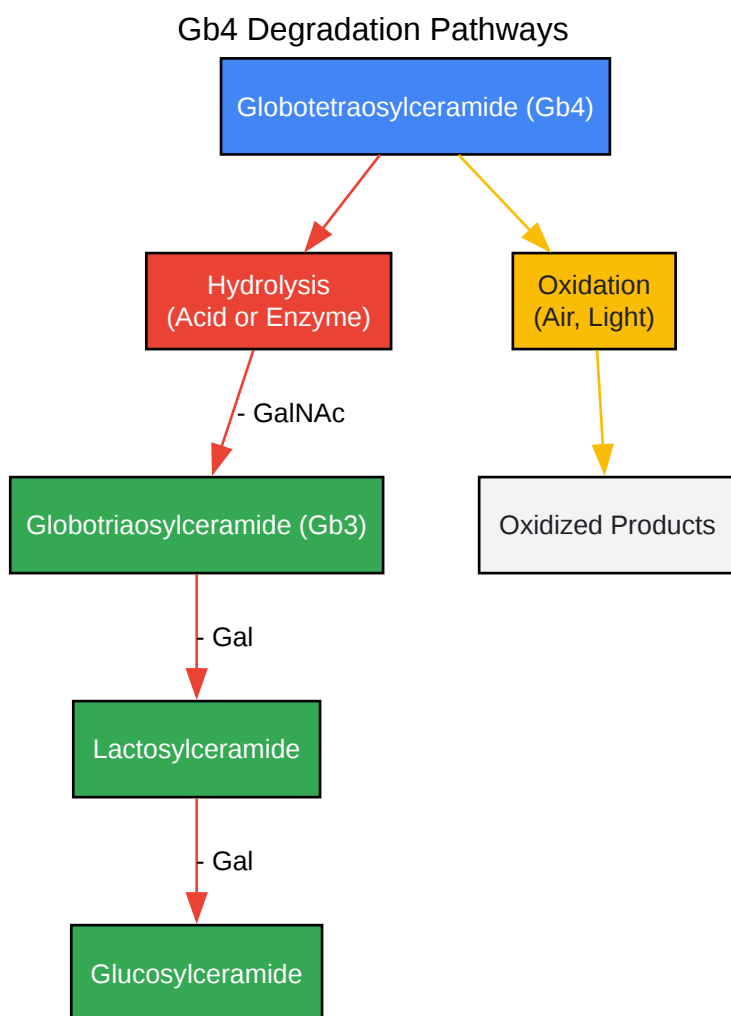 Gb4 Degradation Pathways
Globotetraosylceramide (Gb4)
Hydrolysis
(Acid or Enzyme)
Oxidation
(Air, Light)
- GalNAc
Globotriaosylceramide (Gb3)
Oxidized Products
- Gal
Lactosylceramide
- Gal
Glucosylceramide